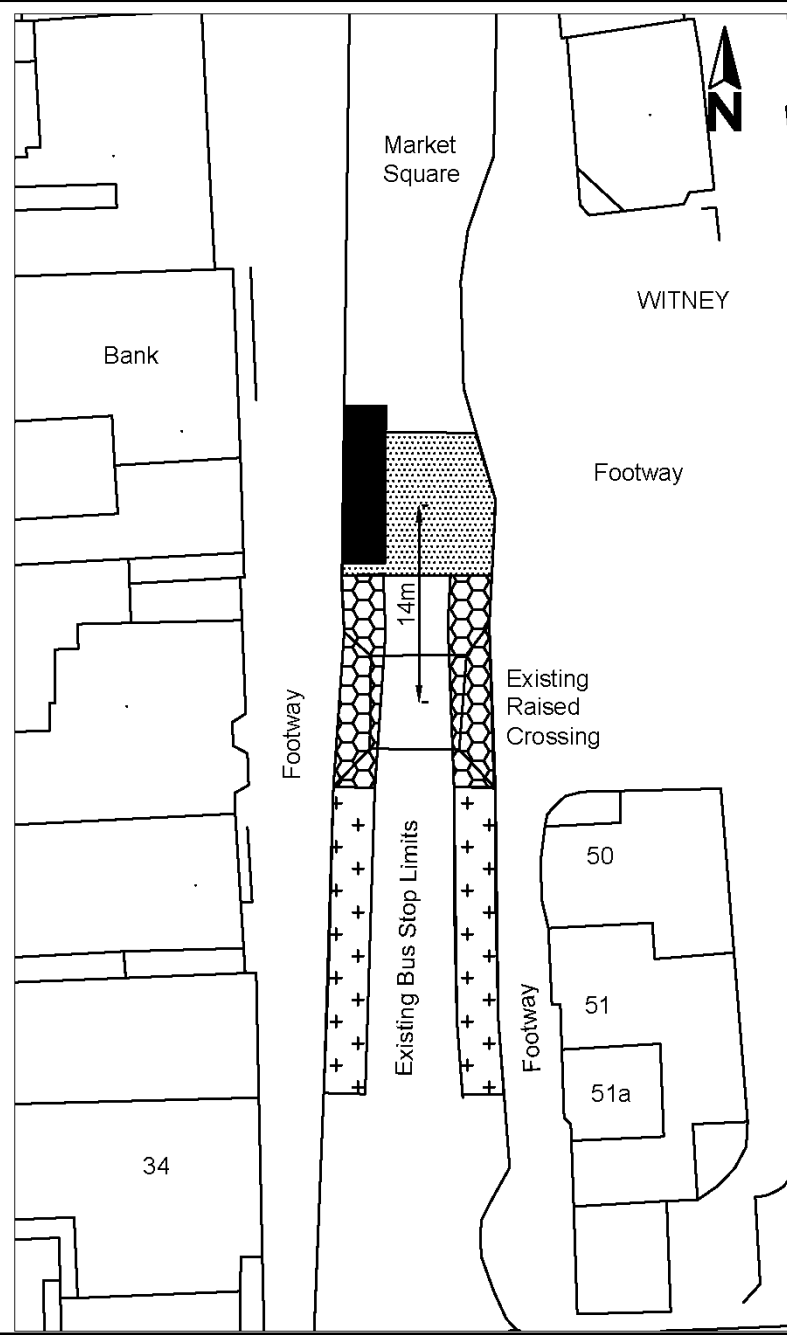 Market
Square
N
WITNEY
Bank
Footway
14m
Existing
Raised
Crossing
Footway
50
Existing Bus Stop Limits
51
Footway
51a
34